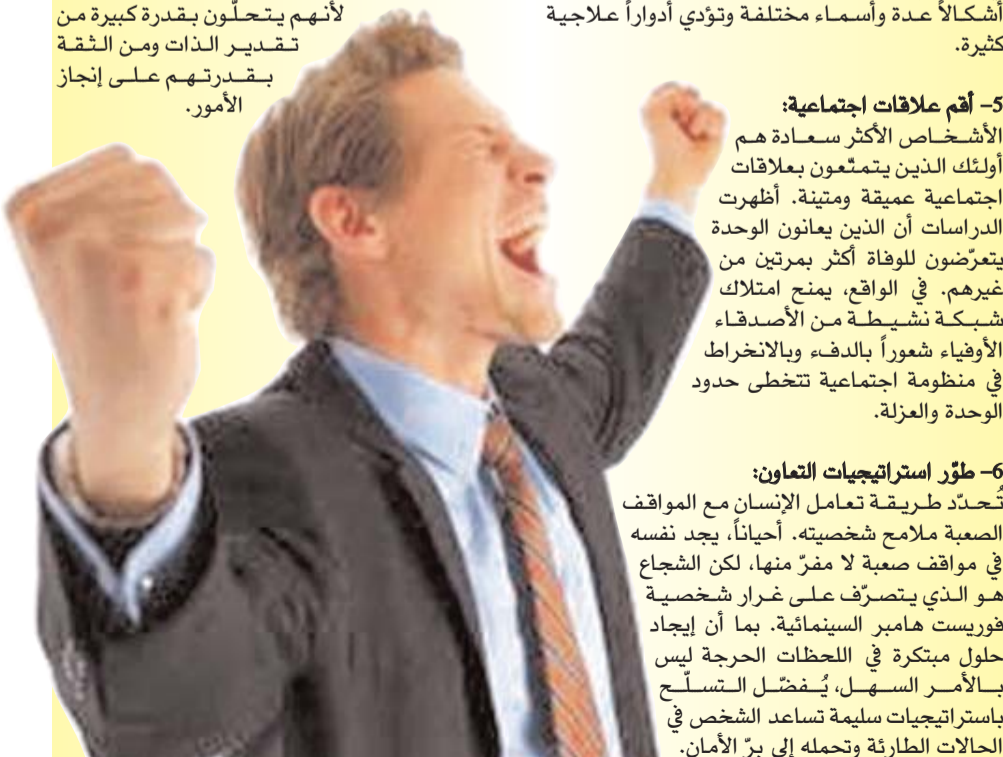 أشكالاً عدة وأسماء مختلفة وتؤدي أدواراً علاجية
كثيرة.
5- أقم علاقات اجتماعية:
الأشخاص الأكثر سعادة هم
أولئك الذين يتمتّعون بعلاقات
اجتماعية عميقة ومتينة. أظهرت
الدراسات أن الذين يعانون الوحدة
يتعرّضون للوفاة أكثر بمرتين من
غيرهم. في الواقع، يمنح امتلاك
شبكة نشيطة من الأصدقاء
الأوفياء شعوراً بالدفء وبالانخراط
في منظومة اجتماعية تتخطى حدود
الوحدة والعزلة.
6- طوِّر استراتيجيات التعاون:
تُحدّد طريقة تعامل الإنسان مع المواقف
الصعبة ملامح شخصيته. أحياناً، يجد نفسه
في مواقف صعبة لا مفرّ منها، لكن الشجاع
هو الذي يتصرّف على غرار شخصية
فوريست هامبر السينمائية. بما أن إيجاد
حلول مبتكرة في اللحظات الحرجة ليس
بالأمر السهل، يُفضّل التسلّح
باستراتيجيات سليمة تساعد الشخص في
الحالات الطارئة وتحمله إلى برّ الأمان.
لأنهم يتحلّون بقدرة كبيرة من
تقدير الذات ومن الثقة
بقدرتهم على إنجاز
الأمور.